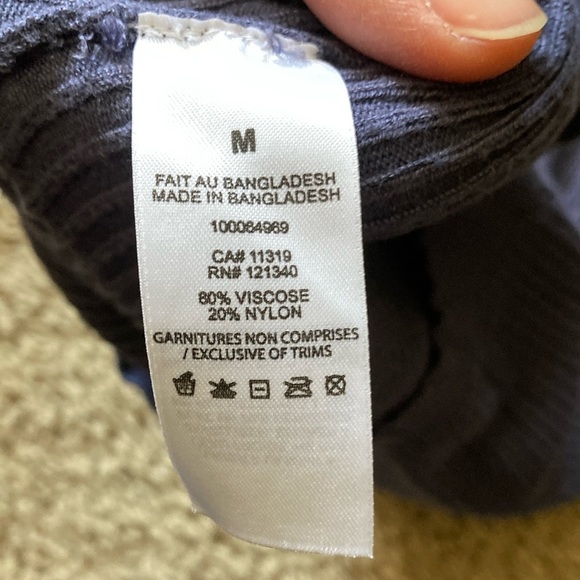 M
FAIT AU BANGLADESH
MADE IN BANGLADESH
100064969
CA# 11319
RN# 121340
80% VISCOSE
20% NYLON
GARNITURES NON COMPRISES
/ EXCLUSIVE OF TRIMS